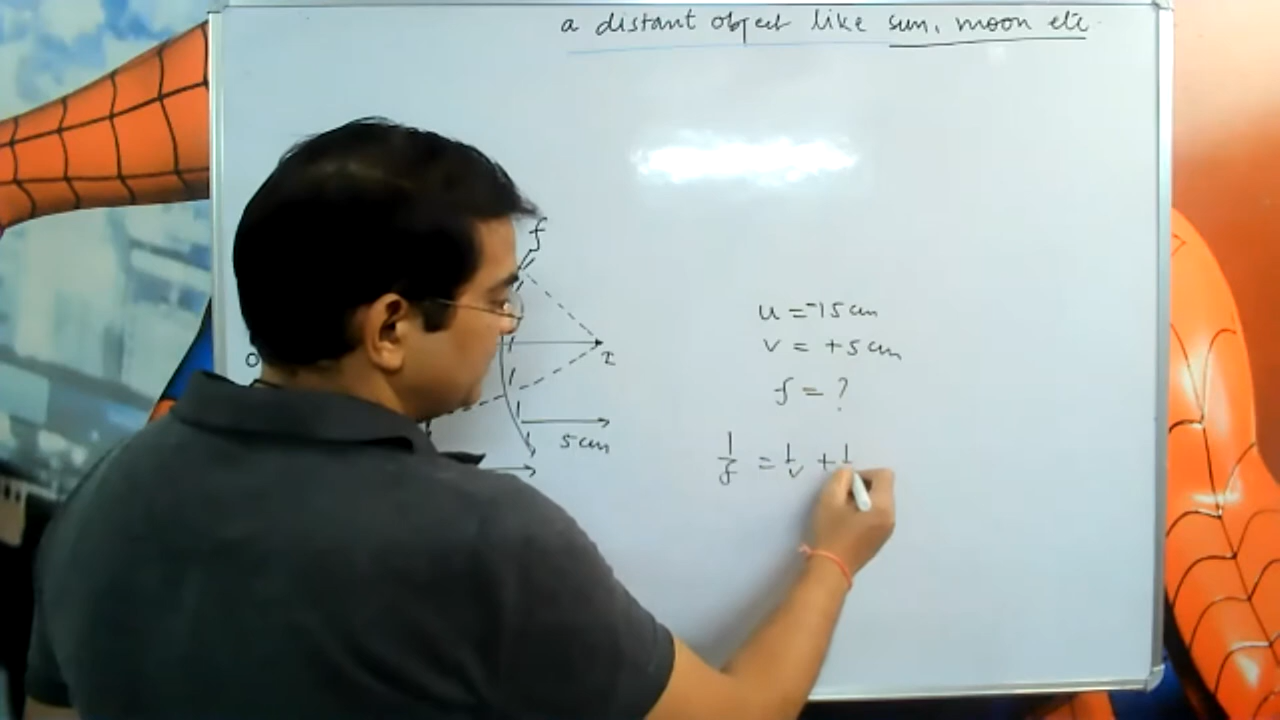 a distant object like sun, moon etc.
f
O
I
5 cm
u = -15 cm
v = +5 cm
f = ?
1/f = 1/v + 1